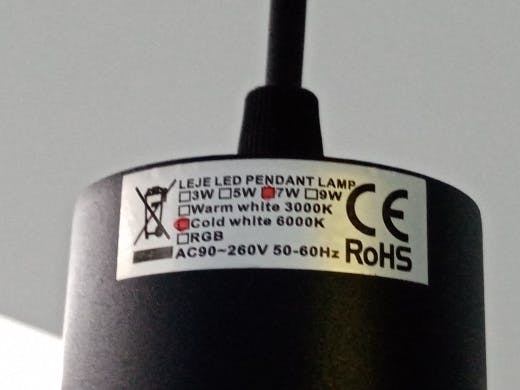 LEJE LED PENDANT LAMP
3W 5W 7W 9W
Warm white 3000K
Cold white 6000K
RGB
AC90~260V 50-60Hz
CE
RoHS